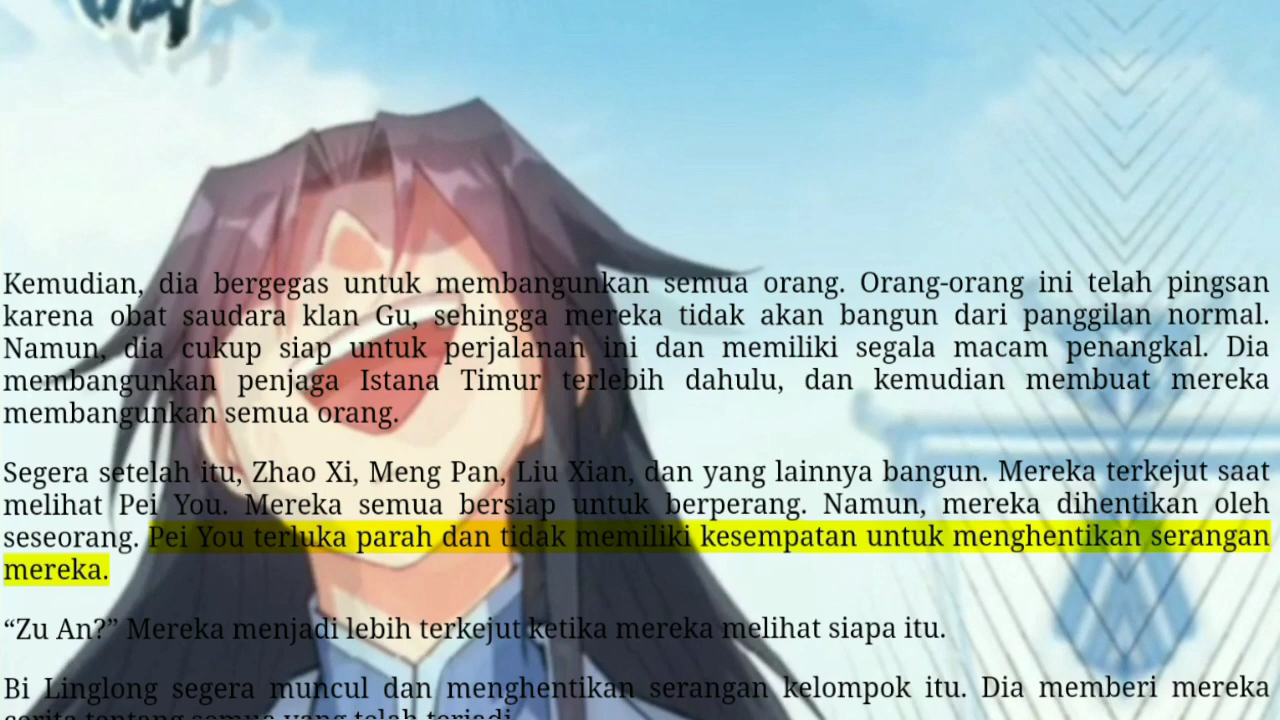 Kemudian, dia bergegas untuk membangunkan semua orang. Orang-orang ini telah pingsan
karena obat saudara klan Gu, sehingga mereka tidak akan bangun dari panggilan normal.
Namun, dia cukup siap untuk perjalanan ini dan memiliki segala macam penangkal. Dia
membangunkan penjaga Istana Timur terlebih dahulu, dan kemudian membuat mereka
membangunkan semua orang.
Segera setelah itu, Zhao Xi, Meng Pan, Liu Xian, dan yang lainnya bangun. Mereka terkejut saat
melihat Pei You. Mereka semua bersiap untuk berperang. Namun, mereka dihentikan oleh
seseorang. Pei You terluka parah dan tidak memiliki kesempatan untuk menghentikan serangan
mereka.
“Zu An?” Mereka menjadi lebih terkejut ketika mereka melihat siapa itu.
Bi Linglong segera muncul dan menghentikan serangan kelompok itu. Dia memberi mereka
cerita tentang semua yang telah terjadi.